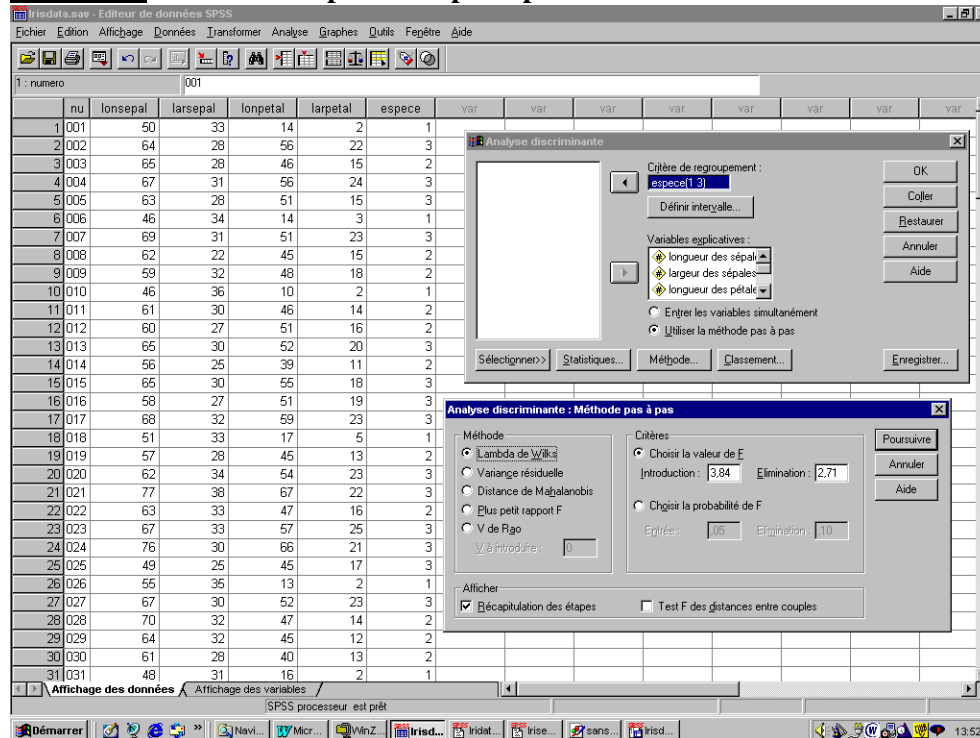 Irisdata.sav - Editeur de données SPSS
Fichier Edition Affichage Données Transformer Analyse Graphes Outils Fenêtre Aide
1 : numero 001
nu lonsepal larsepal lonpetal larpetal espece var var var var var var var
1 001 50 33 14 2 1
2 002 64 28 56 22 3
3 003 65 28 46 15 2
4 004 67 31 56 24 3
5 005 63 28 51 15 3
6 006 46 34 14 3 1
7 007 69 31 51 23 3
8 008 62 22 45 15 2
9 009 59 32 48 18 2
10 010 46 36 10 2 1
11 011 61 30 46 14 2
12 012 60 27 51 16 2
13 013 65 30 52 20 3
14 014 56 25 39 11 2
15 015 65 30 55 18 3
16 016 58 27 51 19 3
17 017 68 32 59 23 3
18 018 51 33 17 5 1
19 019 57 28 45 13 2
20 020 62 34 54 23 3
21 021 77 38 67 22 3
22 022 63 33 47 16 2
23 023 67 33 57 25 3
24 024 76 30 66 21 3
25 025 49 25 45 17 3
26 026 55 35 13 2 1
27 027 67 30 52 23 3
28 028 70 32 47 14 2
29 029 64 32 45 12 2
30 030 61 28 40 13 2
31 031 48 31 16 2 1
Analyse discriminante
Critère de regroupement :
espece(1 3)
Définir intervalle...
Variables explicatives :
longueur des sépal
largeur des sépales
longueur des pétale
Entrer les variables simultanément
Utiliser la méthode pas à pas
OK
Coller
Restaurer
Annuler
Aide
Sélectionner>> Statistiques... Méthode... Classement... Enregistrer...
Analyse discriminante : Méthode pas à pas
Méthode
Lambda de Wilks
Variance résiduelle
Distance de Mahalanobis
Plus petit rapport F
V de Rao
V à introduire : 0
Critères
Choisir la valeur de F
Introduction : 3,84 Elimination : 2,71
Choisir la probabilité de F
Entrée : ,05 Elimination : ,10
Poursuivre
Annuler
Aide
Afficher
Récapitulation des étapes Test F des distances entre couples
Affichage des données Affichage des variables
SPSS processeur est prêt
Démarrer » Navi... Micr... WinZ... Irisd... Iridat... Irise... sans... Irisd... 13:52